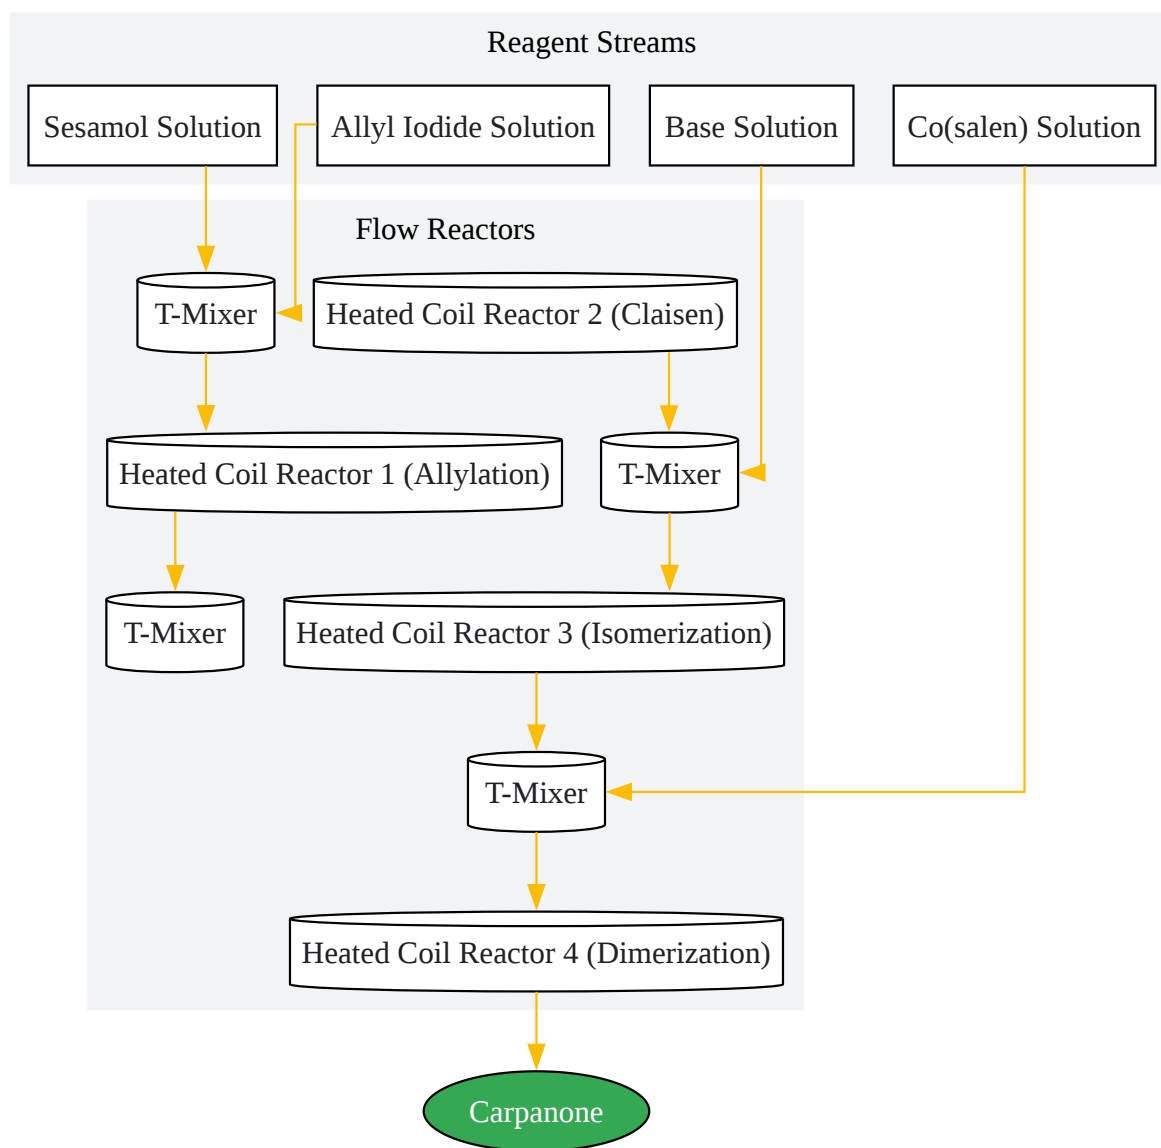 Reagent Streams
Sesamol Solution
Allyl Iodide Solution
Base Solution
Co(salen) Solution
Flow Reactors
T-Mixer
Heated Coil Reactor 2 (Claisen)
Heated Coil Reactor 1 (Allylation)
T-Mixer
T-Mixer
Heated Coil Reactor 3 (Isomerization)
T-Mixer
Heated Coil Reactor 4 (Dimerization)
Carpanone